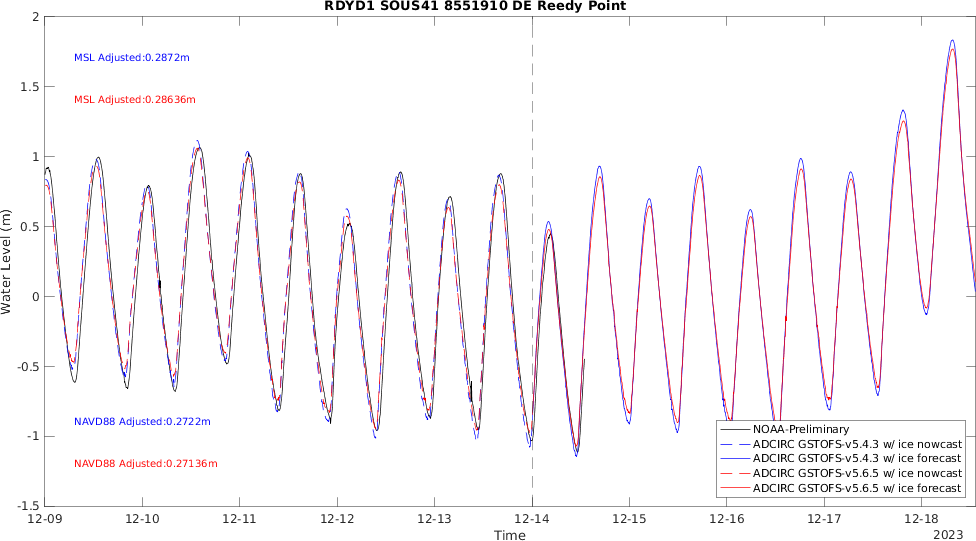 RDYD1 SOUS41 8551910 DE Reedy Point
2
1.5
1
0.5
0
-0.5
-1
-1.5
Water Level (m)
MSL Adjusted:0.2872m
MSL Adjusted:0.28636m
NAVD88 Adjusted:0.2722m
NAVD88 Adjusted:0.27136m
NOAA-Preliminary
ADCIRC GSTOFS-v5.4.3 w/ ice nowcast
ADCIRC GSTOFS-v5.4.3 w/ ice forecast
ADCIRC GSTOFS-v5.6.5 w/ ice nowcast
ADCIRC GSTOFS-v5.6.5 w/ ice forecast
12-09 12-10 12-11 12-12 12-13 12-14 12-15 12-16 12-17 12-18
Time
2023